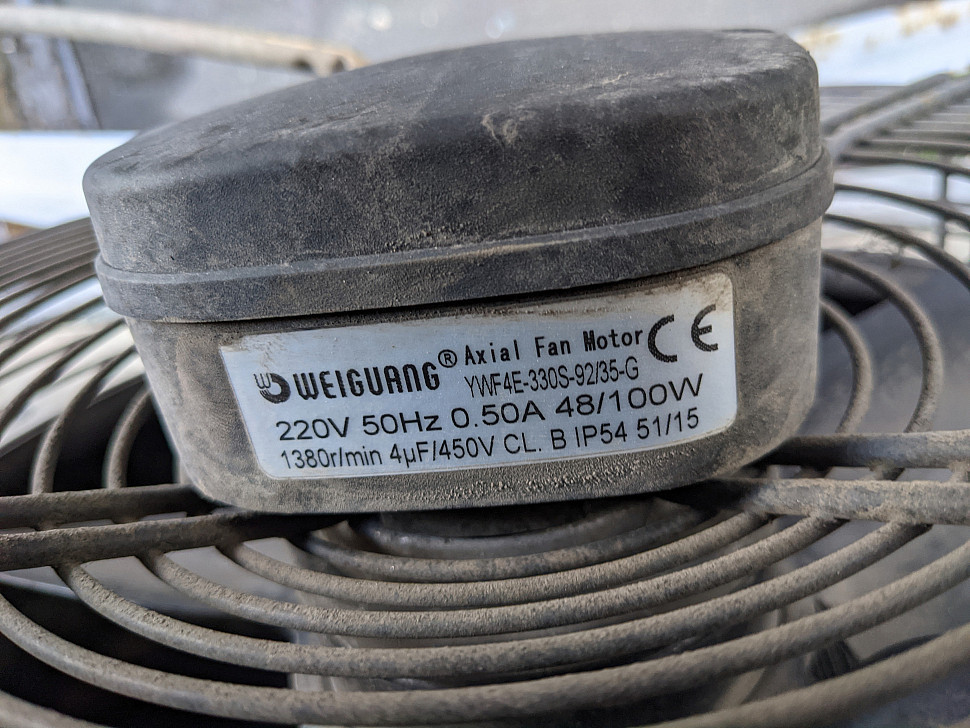 WEIGUANG® Axial Fan Motor CE
YWF4E-330S-92/35-G
220V 50Hz 0.50A 48/100W
1380r/min 4µF/450V CL. B IP54 51/15